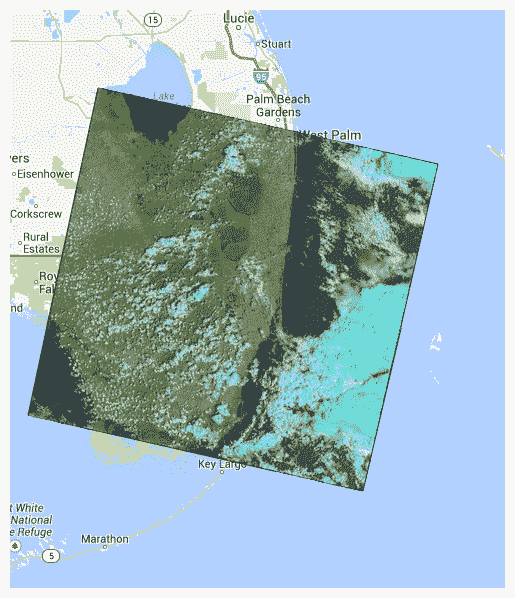 15
Lucie
Stuart
95
Lake
Palm Beach
Gardens
West Palm
ers
Eisenhower
Corkscrew
Rural
Estates
Roy
Fal
nd
Key Largo
t White
National
e Refuge
Marathon
5